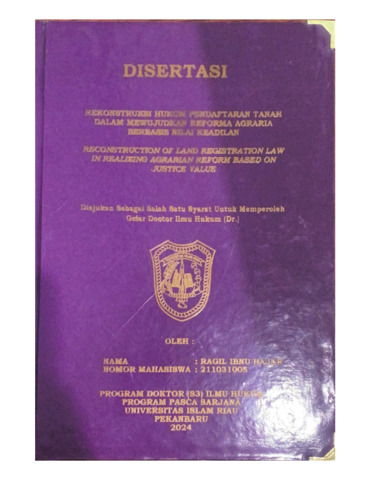 DISERTASI
REKONSTRUKSI HUKUM PENDAFTARAN TANAH
DALAM MEWUJUDKAN REFORMA AGRARIA
BERBASIS NILAI KEADILAN
RECONSTRUCTION OF LAND REGISTRATION LAW
IN REALIZING AGRARIAN REFORM BASED ON
JUSTICE VALUE
Diajukan Sebagai Salah Satu Syarat Untuk Memperoleh
Gelar Doctor Ilmu Hukum (Dr.)
OLEH :
NAMA : RAGIL IBNU HAJAR
NOMOR MAHASISWA : 211031005
PROGRAM DOKTOR (S3) ILMU HUKUM
PROGRAM PASCA SARJANA
UNIVERSITAS ISLAM RIAU
PEKANBARU
2024